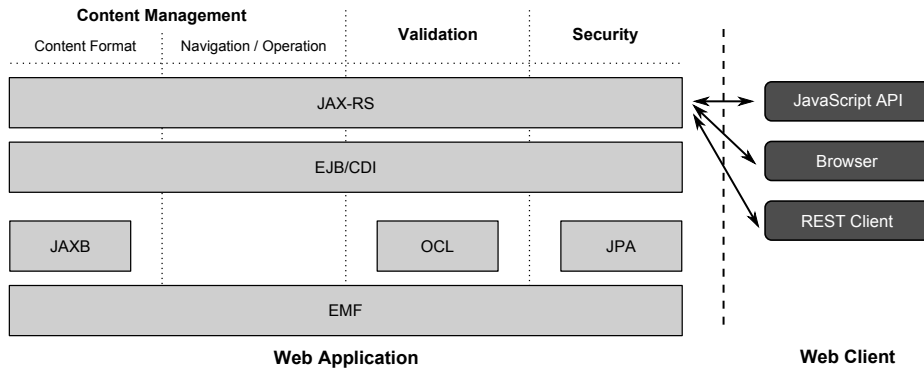 Content Management
Validation
Security
Content Format
Navigation / Operation
JAX-RS
JavaScript API
EJB/CDI
Browser
REST Client
JAXB
OCL
JPA
EMF
Web Application
Web Client